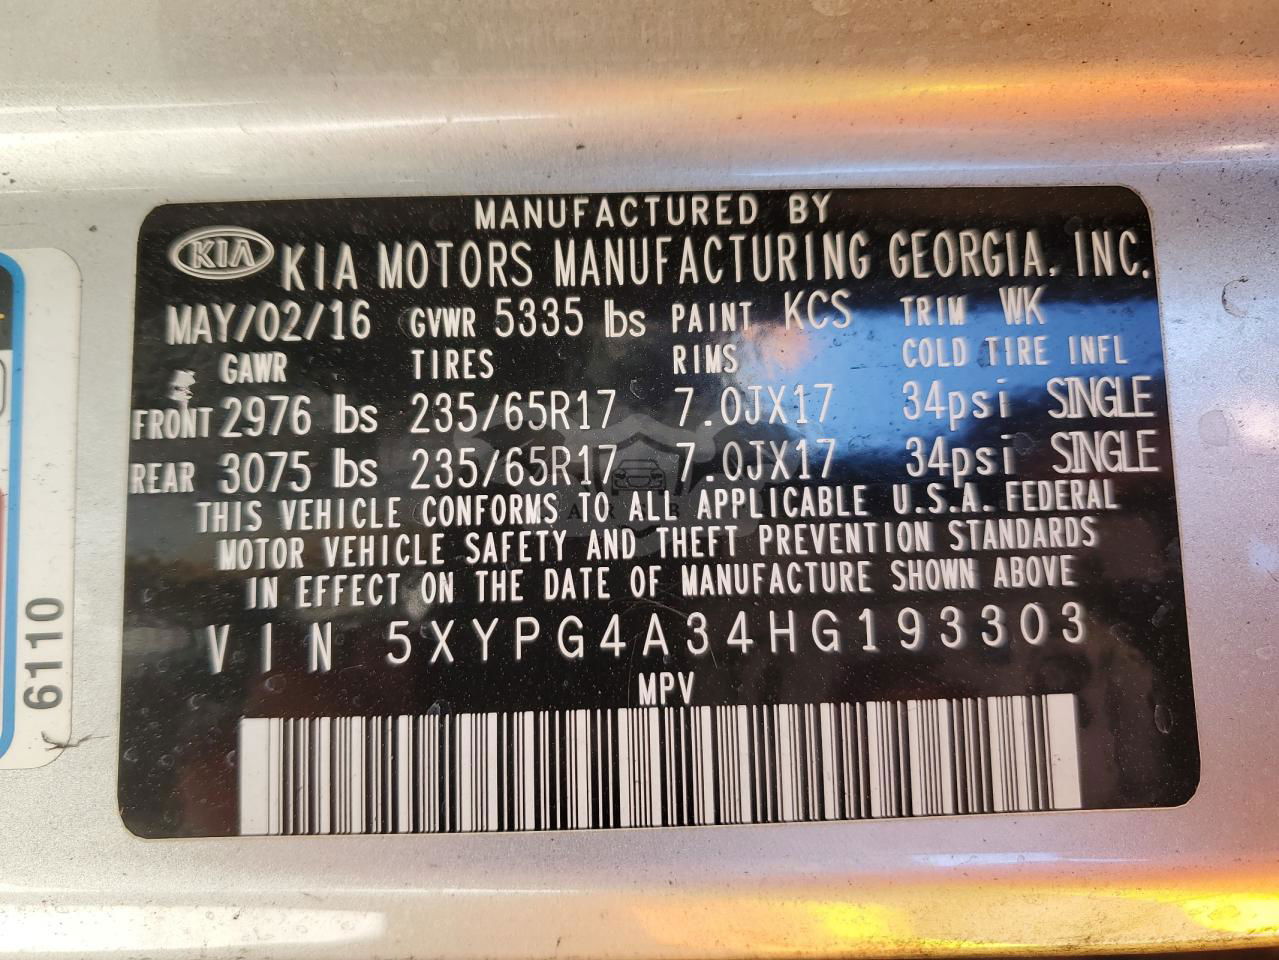 MANUFACTURED BY
KIA KIA MOTORS MANUFACTURING GEORGIA, INC.
MAY/02/16 GVWR 5335 lbs PAINT KCS TRIM WK
GAWR TIRES RIMS COLD TIRE INFL
FRONT 2976 lbs 235/65R17 7.0JX17 34psi SINGLE
REAR 3075 lbs 235/65R17 7.0JX17 34psi SINGLE
THIS VEHICLE CONFORMS TO ALL APPLICABLE U.S.A. FEDERAL
MOTOR VEHICLE SAFETY AND THEFT PREVENTION STANDARDS
IN EFFECT ON THE DATE OF MANUFACTURE SHOWN ABOVE
VIN 5XYPG4A34HG193303
MPV
6110